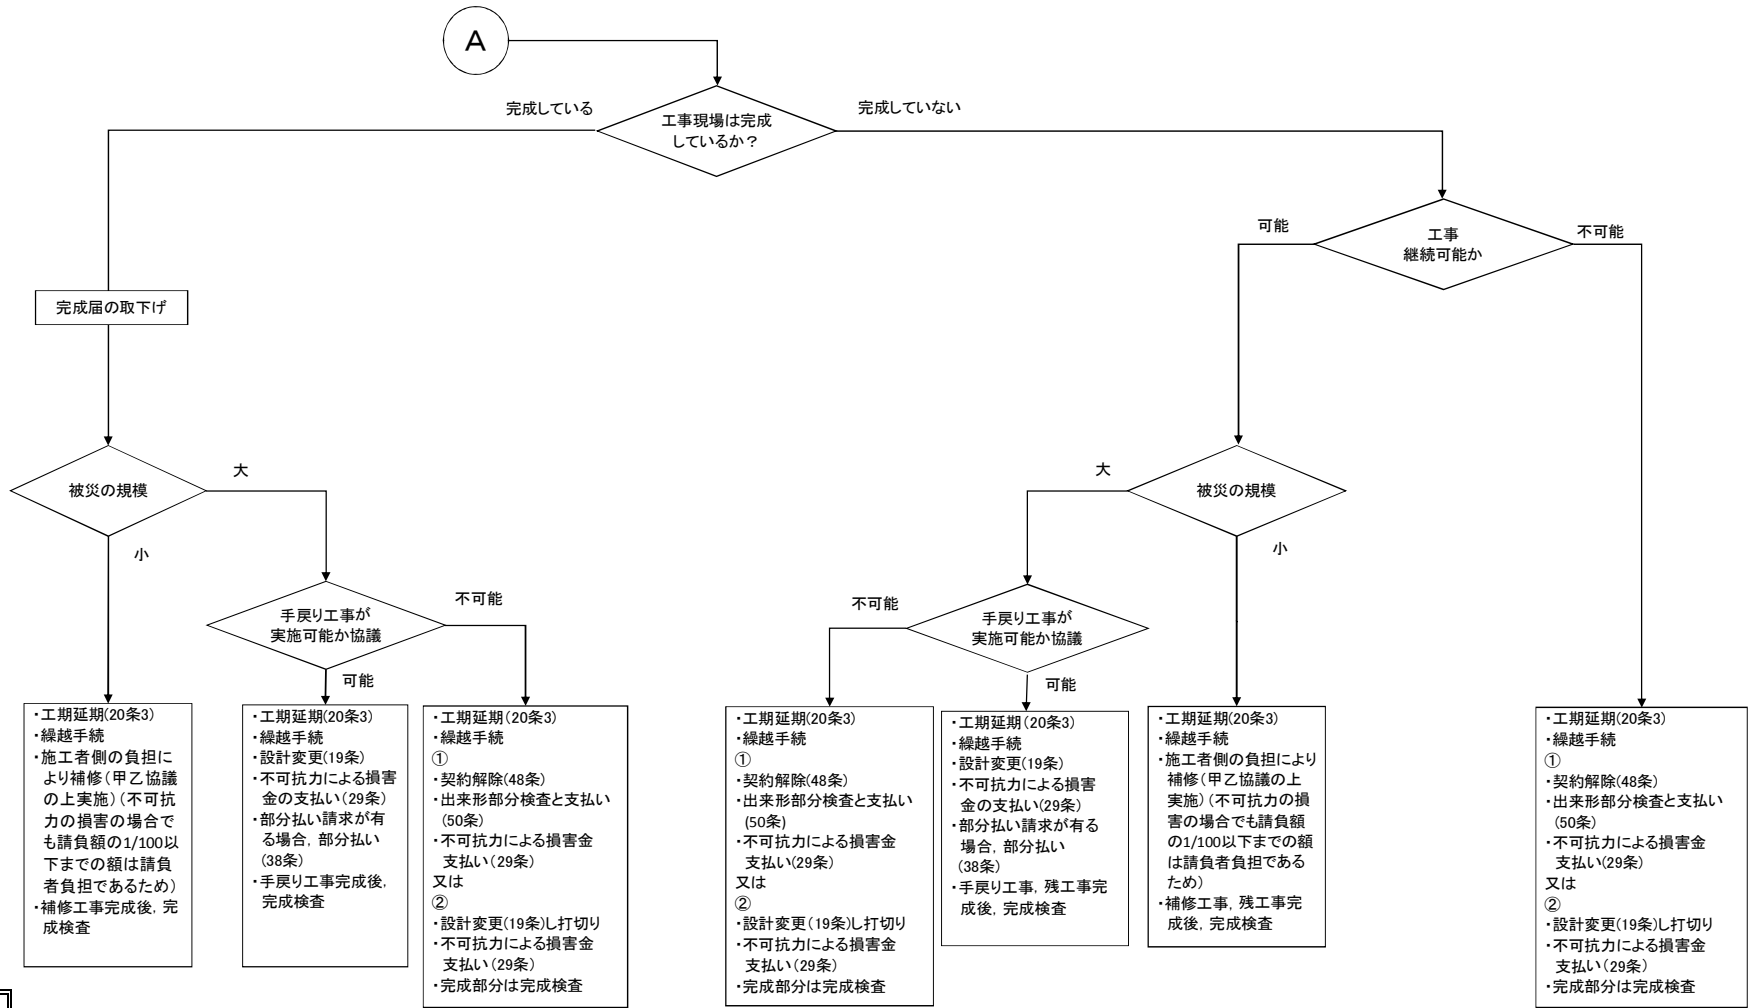 A
工事現場は完成
しているか？
完成している
完成していない
工事
継続可能か
可能
不可能
完成届の取下げ
被災の規模
大
小
手戻り工事が
実施可能か協議
不可能
可能
被災の規模
大
小
手戻り工事が
実施可能か協議
不可能
可能
・工期延期(20条3)
・繰越手続
・施工者側の負担に
より補修（甲乙協議
の上実施）（不可抗
力の損害の場合で
も請負額の1/100以
下までの額は請負
者負担であるため）
・補修工事完成後，完
成検査
・工期延期（20条3）
・繰越手続
・設計変更（19条）
・不可抗力による損害
金の支払い（29条）
・部分払い請求が有
る場合，部分払い
（38条）
・手戻り工事完成後，
完成検査
・工期延期（20条3）
・繰越手続
①
・契約解除（48条）
・出来形部分検査と支払い
（50条）
・不可抗力による損害金
支払い（29条）
又は
②
・設計変更（19条）し打切り
・不可抗力による損害金
支払い（29条）
・完成部分は完成検査
・工期延期(20条3)
・繰越手続
①
・契約解除(48条)
・出来形部分検査と支払い
(50条)
・不可抗力による損害金
支払い(29条)
又は
②
・設計変更(19条)し打切り
・不可抗力による損害金
支払い（29条）
・完成部分は完成検査
・工期延期（20条3）
・繰越手続
・設計変更（19条）
・不可抗力による損害
金の支払い（29条）
・部分払い請求が有る
場合，部分払い
（38条）
・手戻り工事，残工事完
成後，完成検査
・工期延期(20条3)
・繰越手続
・施工者側の負担により
補修（甲乙協議の上
実施）（不可抗力の損
害の場合でも請負額
の1/100以下までの額
は請負者負担である
ため）
・補修工事，残工事完
成後，完成検査
・工期延期（20条3）
・繰越手続
①
・契約解除（48条）
・出来形部分検査と支払い
（50条）
・不可抗力による損害金
支払い（29条）
又は
②
・設計変更（19条）し打切り
・不可抗力による損害金
支払い（29条）
・完成部分は完成検査